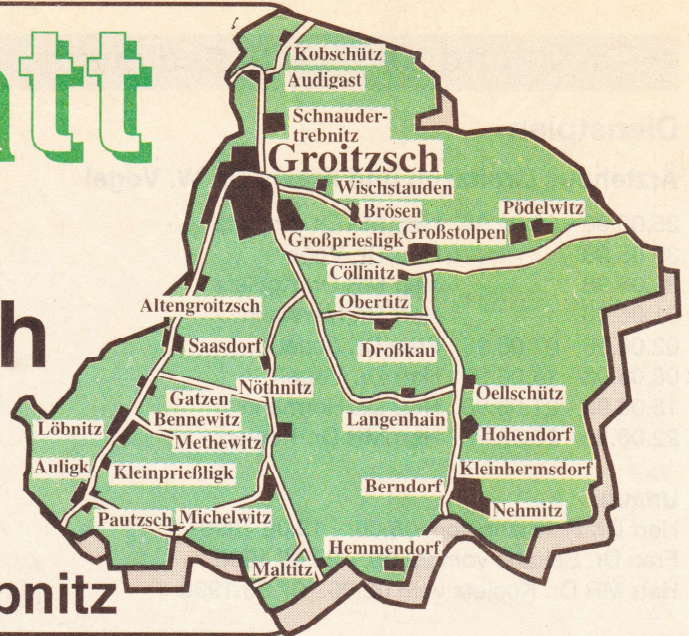 att
Kobschütz
Audigast
Schnauder-
trebnitz
Groitzsch
Wischstauden
Brösen
Pödelwitz
Großpriesligk
Großstolpen
Cöllnitz
Altengroitzsch
Obertitz
h
Saasdorf
Droßkau
Nöthnitz
Gatzen
Oellschütz
Löbnitz
Bennewitz
Langenhain
Methewitz
Hohendorf
Auligk
Kleinprießligk
Kleinhermsdorf
Berndorf
Pautzsch
Michelwitz
Nehmitz
Hemmendorf
Maltitz
bnitz